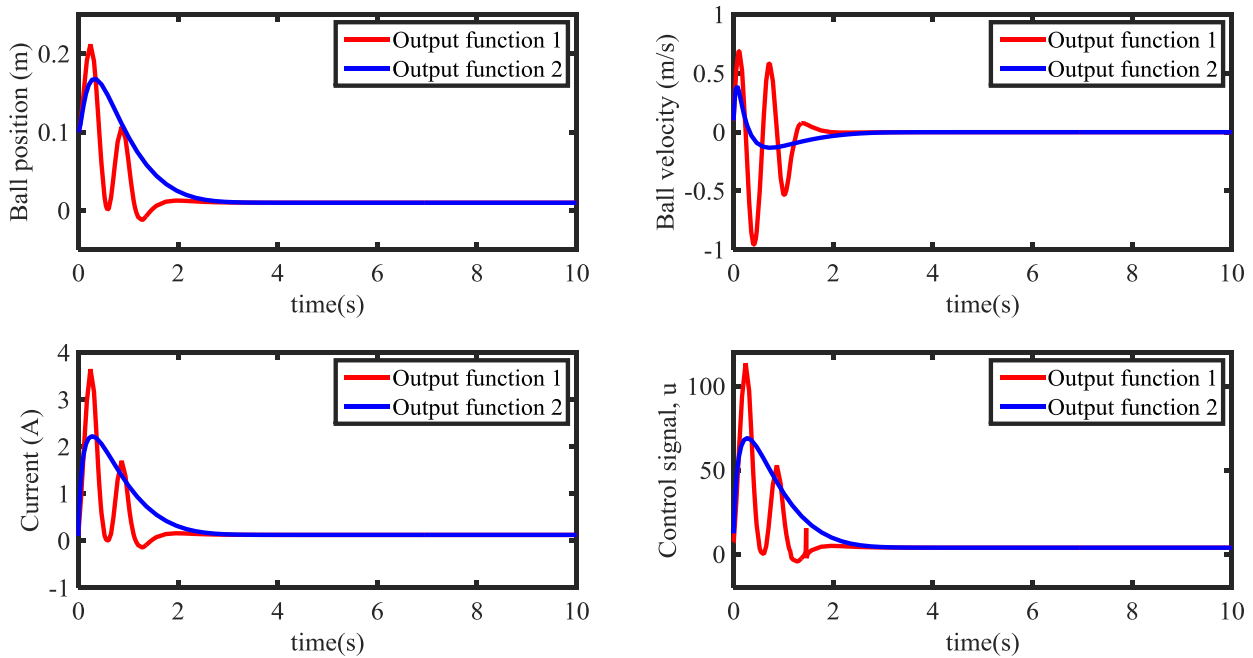 Ball position (m)
0.2
0.1
0
0 2 4 6 8 10
time(s)
Output function 1
Output function 2
Ball velocity (m/s)
1
0.5
0
-0.5
-1
0 2 4 6 8 10
time(s)
Output function 1
Output function 2
Current (A)
4
3
2
1
0
-1
0 2 4 6 8 10
time(s)
Output function 1
Output function 2
Control signal, u
100
50
0
0 2 4 6 8 10
time(s)
Output function 1
Output function 2